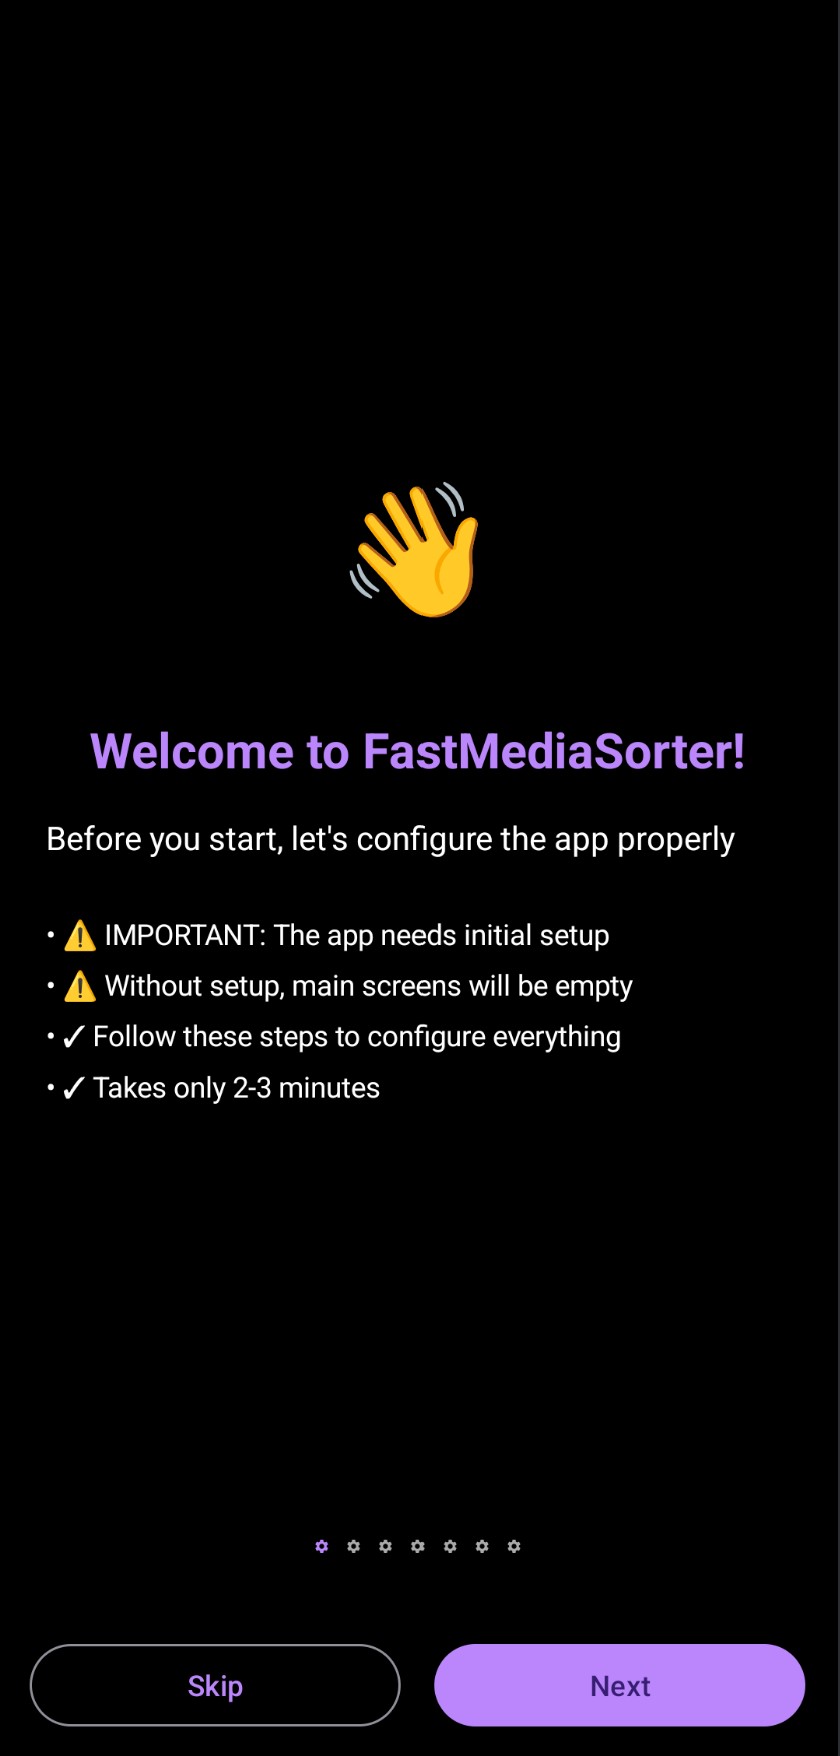 Welcome to FastMediaSorter!
Before you start, let's configure the app properly
• ⚠️ IMPORTANT: The app needs initial setup
• ⚠️ Without setup, main screens will be empty
• ✓ Follow these steps to configure everything
• ✓ Takes only 2-3 minutes
Skip
Next